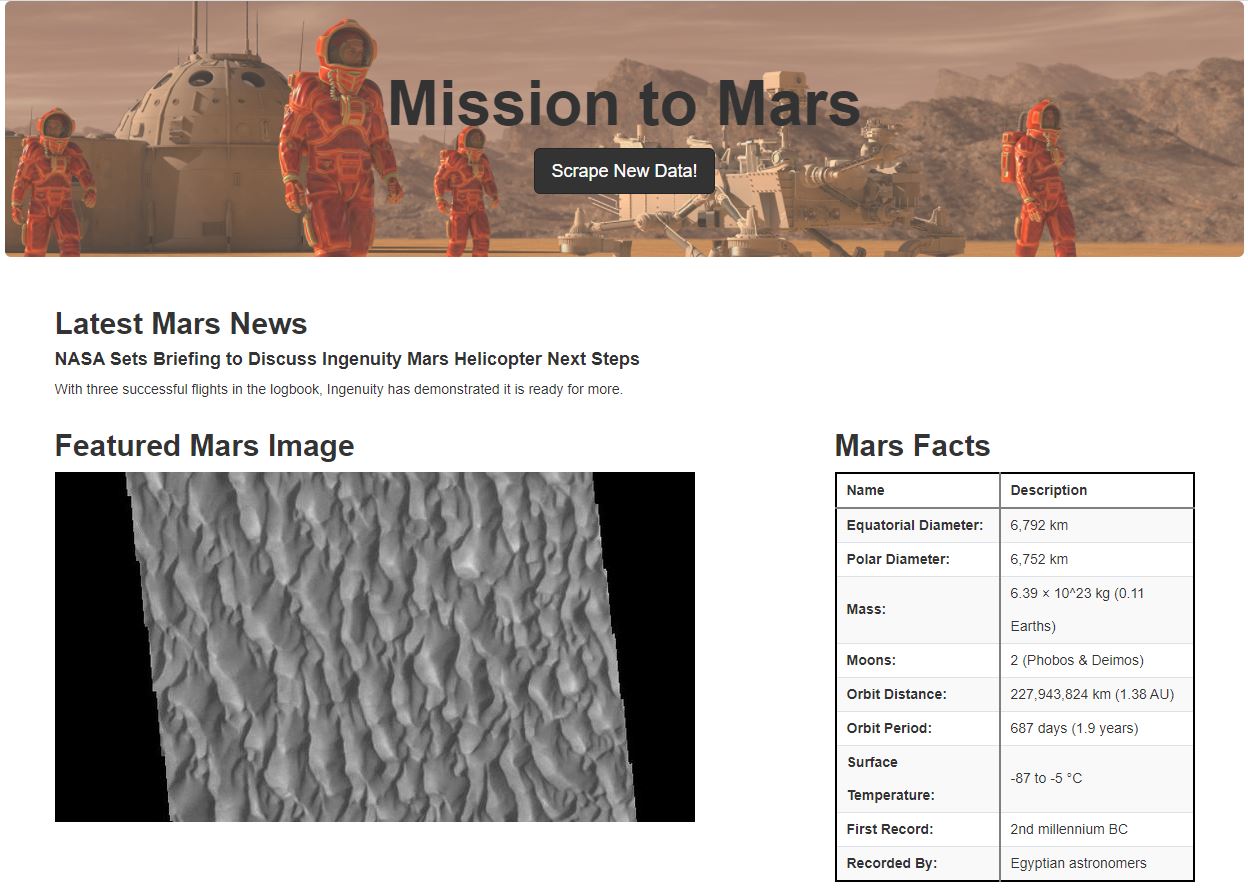 Mission to Mars
Scrape New Data!
Latest Mars News
NASA Sets Briefing to Discuss Ingenuity Mars Helicopter Next Steps
With three successful flights in the logbook, Ingenuity has demonstrated it is ready for more.
Featured Mars Image
Mars Facts
Name Description
Equatorial Diameter: 6,792 km
Polar Diameter: 6,752 km
Mass: 6.39 × 10^23 kg (0.11
Earths)
Moons: 2 (Phobos & Deimos)
Orbit Distance: 227,943,824 km (1.38 AU)
Orbit Period: 687 days (1.9 years)
Surface
Temperature: -87 to -5 °C
First Record: 2nd millennium BC
Recorded By: Egyptian astronomers